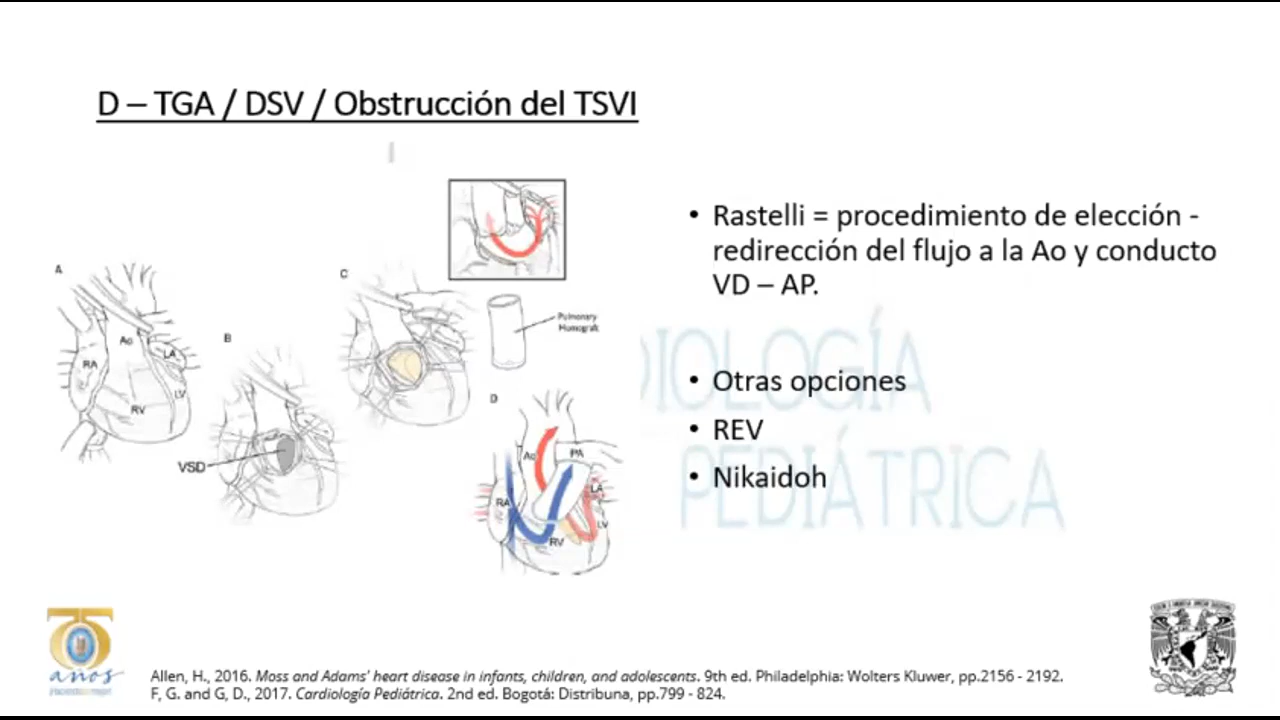 D – TGA / DSV / Obstrucción del TSVI
• Rastelli = procedimiento de elección -
redirección del flujo a la Ao y conducto
VD – AP.
• Otras opciones
• REV
• Nikaidoh
A
Ao
RA
LA
LV
RV
B
VSD
C
Pulmonary
Homograft
D
Ao
PA
RA
LA
LV
RV
DIOLOGÍA
PEDIÁTRICA
años
Allen, H., 2016. Moss and Adams' heart disease in infants, children, and adolescents. 9th ed. Philadelphia: Wolters Kluwer, pp.2156 - 2192.
F, G. and G, D., 2017. Cardiología Pediátrica. 2nd ed. Bogotá: Distribuna, pp.799 - 824.